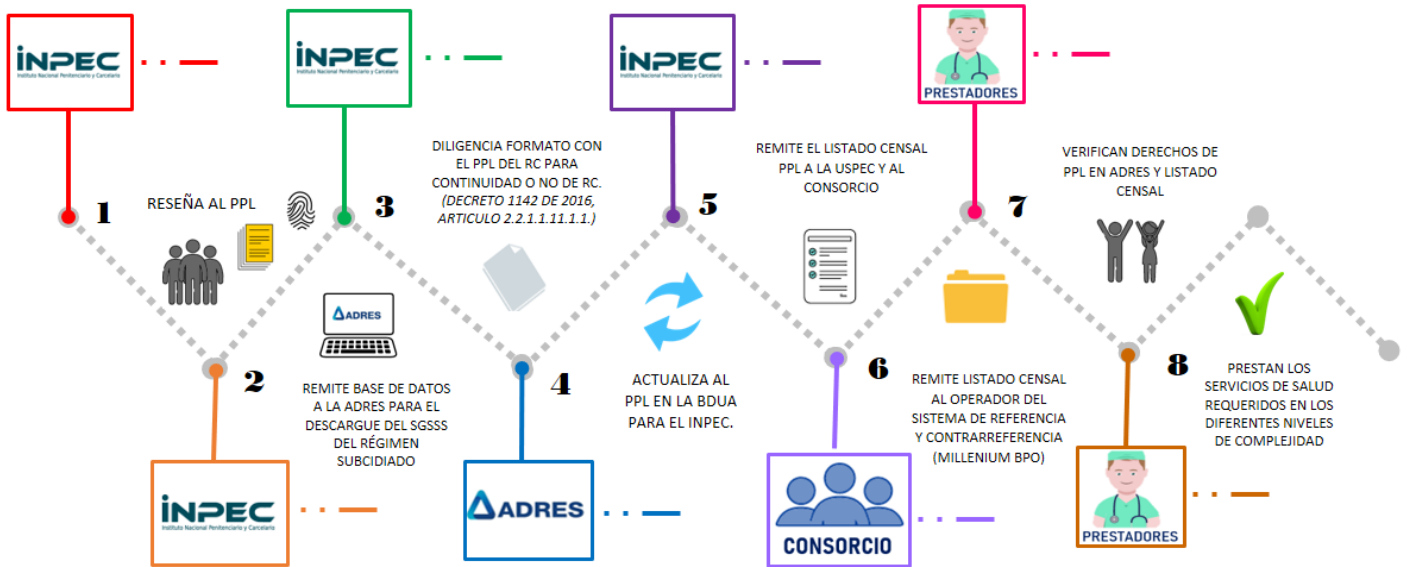 INPEC
Instituto Nacional Penitenciario y Carcelario
1
RESEÑA AL PPL
INPEC
Instituto Nacional Penitenciario y Carcelario
2
ADRES
REMITE BASE DE DATOS
A LA ADRES PARA EL
DESCARGUE DEL SGSSS
DEL RÉGIMEN
SUBCIDIADO
INPEC
Instituto Nacional Penitenciario y Carcelario
3
DILIGENCIA FORMATO CON
EL PPL DEL RC PARA
CONTINUIDAD O NO DE RC.
(DECRETO 1142 DE 2016,
ARTICULO 2.2.1.1.11.1.1.)
ADRES
4
ACTUALIZA AL
PPL EN LA BDUA
PARA EL INPEC.
INPEC
Instituto Nacional Penitenciario y Carcelario
5
REMITE EL LISTADO CENSAL
PPL A LA USPEC Y AL
CONSORCIO
CONSORCIO
6
REMITE LISTADO CENSAL
AL OPERADOR DEL
SISTEMA DE REFERENCIA
Y CONTRARREFERENCIA
(MILLENIUM BPO)
PRESTADORES
7
VERIFICAN DERECHOS DE
PPL EN ADRES Y LISTADO
CENSAL
PRESTADORES
8
PRESTAN LOS
SERVICIOS DE SALUD
REQUERIDOS EN LOS
DIFERENTES NIVELES
DE COMPLEJIDAD